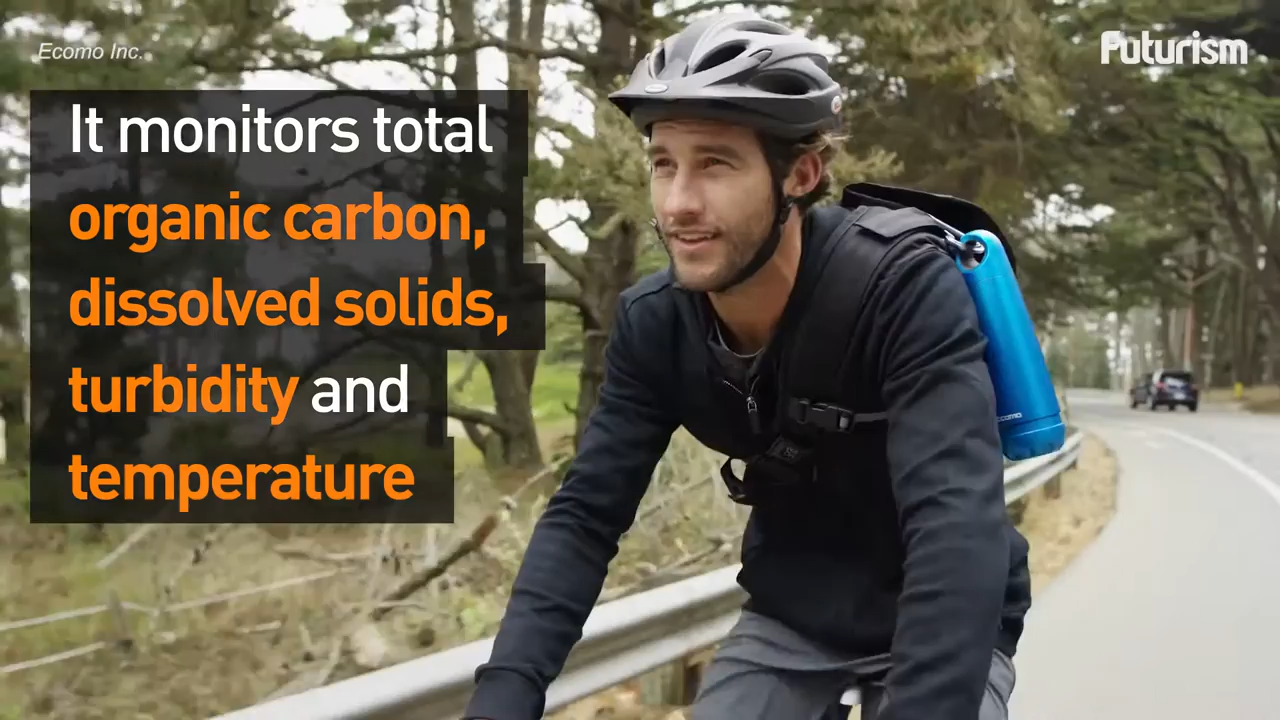 Ecomo Inc.
Futurism
It monitors total
organic carbon,
dissolved solids,
turbidity and
temperature